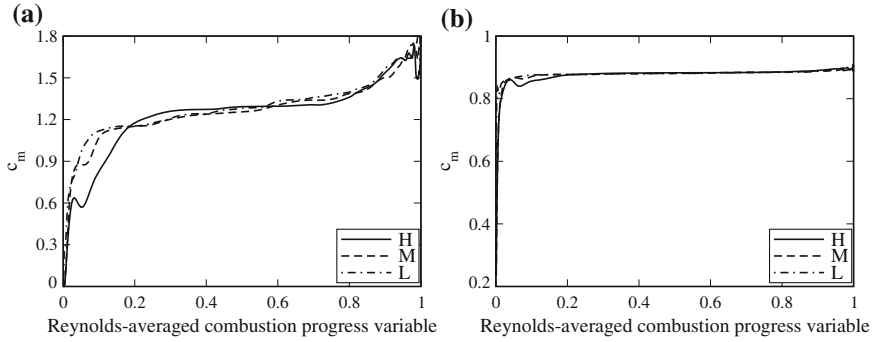 (a)
1.8
1.5
1.2
0.9
0.6
0.3
0
c_m
0 0.2 0.4 0.6 0.8 1
Reynolds-averaged combustion progress variable
H
M
L
(b)
1
0.8
0.6
0.4
0.2
c_m
0 0.2 0.4 0.6 0.8 1
Reynolds-averaged combustion progress variable
H
M
L